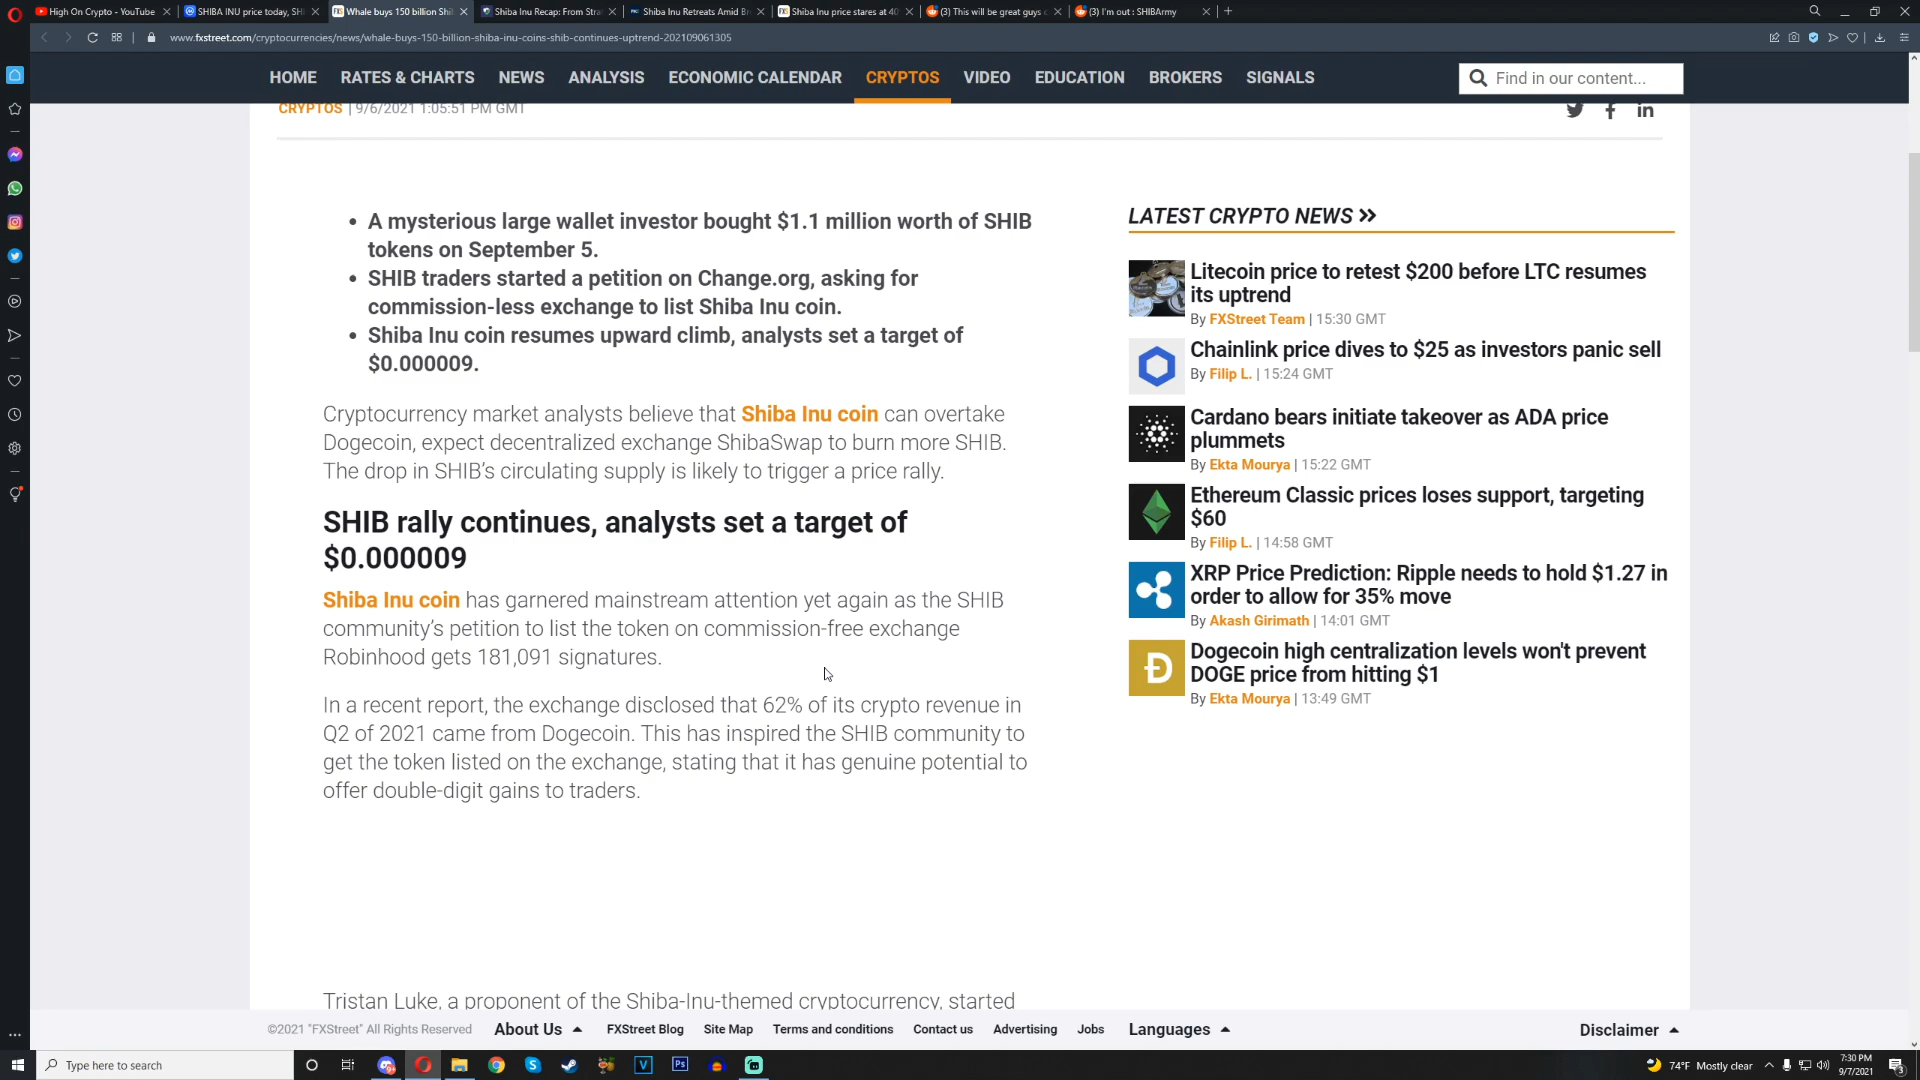 High On Crypto - YouTube
SHIBA INU price today, SH
Whale buys 150 billion Shi
Shiba Inu Recap: From Stra
Shiba Inu Retreats Amid Br
Shiba Inu price stares at 40
(3) This will be great guys c
(3) I'm out : SHIBArmy
www.fxstreet.com/cryptocurrencies/news/whale-buys-150-billion-shiba-inu-coins-shib-continues-uptrend-202109061305
HOME RATES & CHARTS NEWS ANALYSIS ECONOMIC CALENDAR CRYPTOS VIDEO EDUCATION BROKERS SIGNALS
Find in our content...
CRYPTOS | 9/6/2021 1:05:51 PM GMT
• A mysterious large wallet investor bought $1.1 million worth of SHIB
tokens on September 5.
• SHIB traders started a petition on Change.org, asking for
commission-less exchange to list Shiba Inu coin.
• Shiba Inu coin resumes upward climb, analysts set a target of
$0.000009.
Cryptocurrency market analysts believe that Shiba Inu coin can overtake
Dogecoin, expect decentralized exchange ShibaSwap to burn more SHIB.
The drop in SHIB's circulating supply is likely to trigger a price rally.
SHIB rally continues, analysts set a target of
$0.000009
Shiba Inu coin has garnered mainstream attention yet again as the SHIB
community's petition to list the token on commission-free exchange
Robinhood gets 181,091 signatures.
In a recent report, the exchange disclosed that 62% of its crypto revenue in
Q2 of 2021 came from Dogecoin. This has inspired the SHIB community to
get the token listed on the exchange, stating that it has genuine potential to
offer double-digit gains to traders.
Tristan Luke, a proponent of the Shiba-Inu-themed cryptocurrency, started
LATEST CRYPTO NEWS
Litecoin price to retest $200 before LTC resumes
its uptrend
By FXStreet Team | 15:30 GMT
Chainlink price dives to $25 as investors panic sell
By Filip L. | 15:24 GMT
Cardano bears initiate takeover as ADA price
plummets
By Ekta Mourya | 15:22 GMT
Ethereum Classic prices loses support, targeting
$60
By Filip L. | 14:58 GMT
XRP Price Prediction: Ripple needs to hold $1.27 in
order to allow for 35% move
By Akash Girimath | 14:01 GMT
Dogecoin high centralization levels won't prevent
DOGE price from hitting $1
By Ekta Mourya | 13:49 GMT
©2021 "FXStreet" All Rights Reserved About Us FXStreet Blog Site Map Terms and conditions Contact us Advertising Jobs Languages Disclaimer
Type here to search
74°F Mostly clear
7:30 PM
9/7/2021